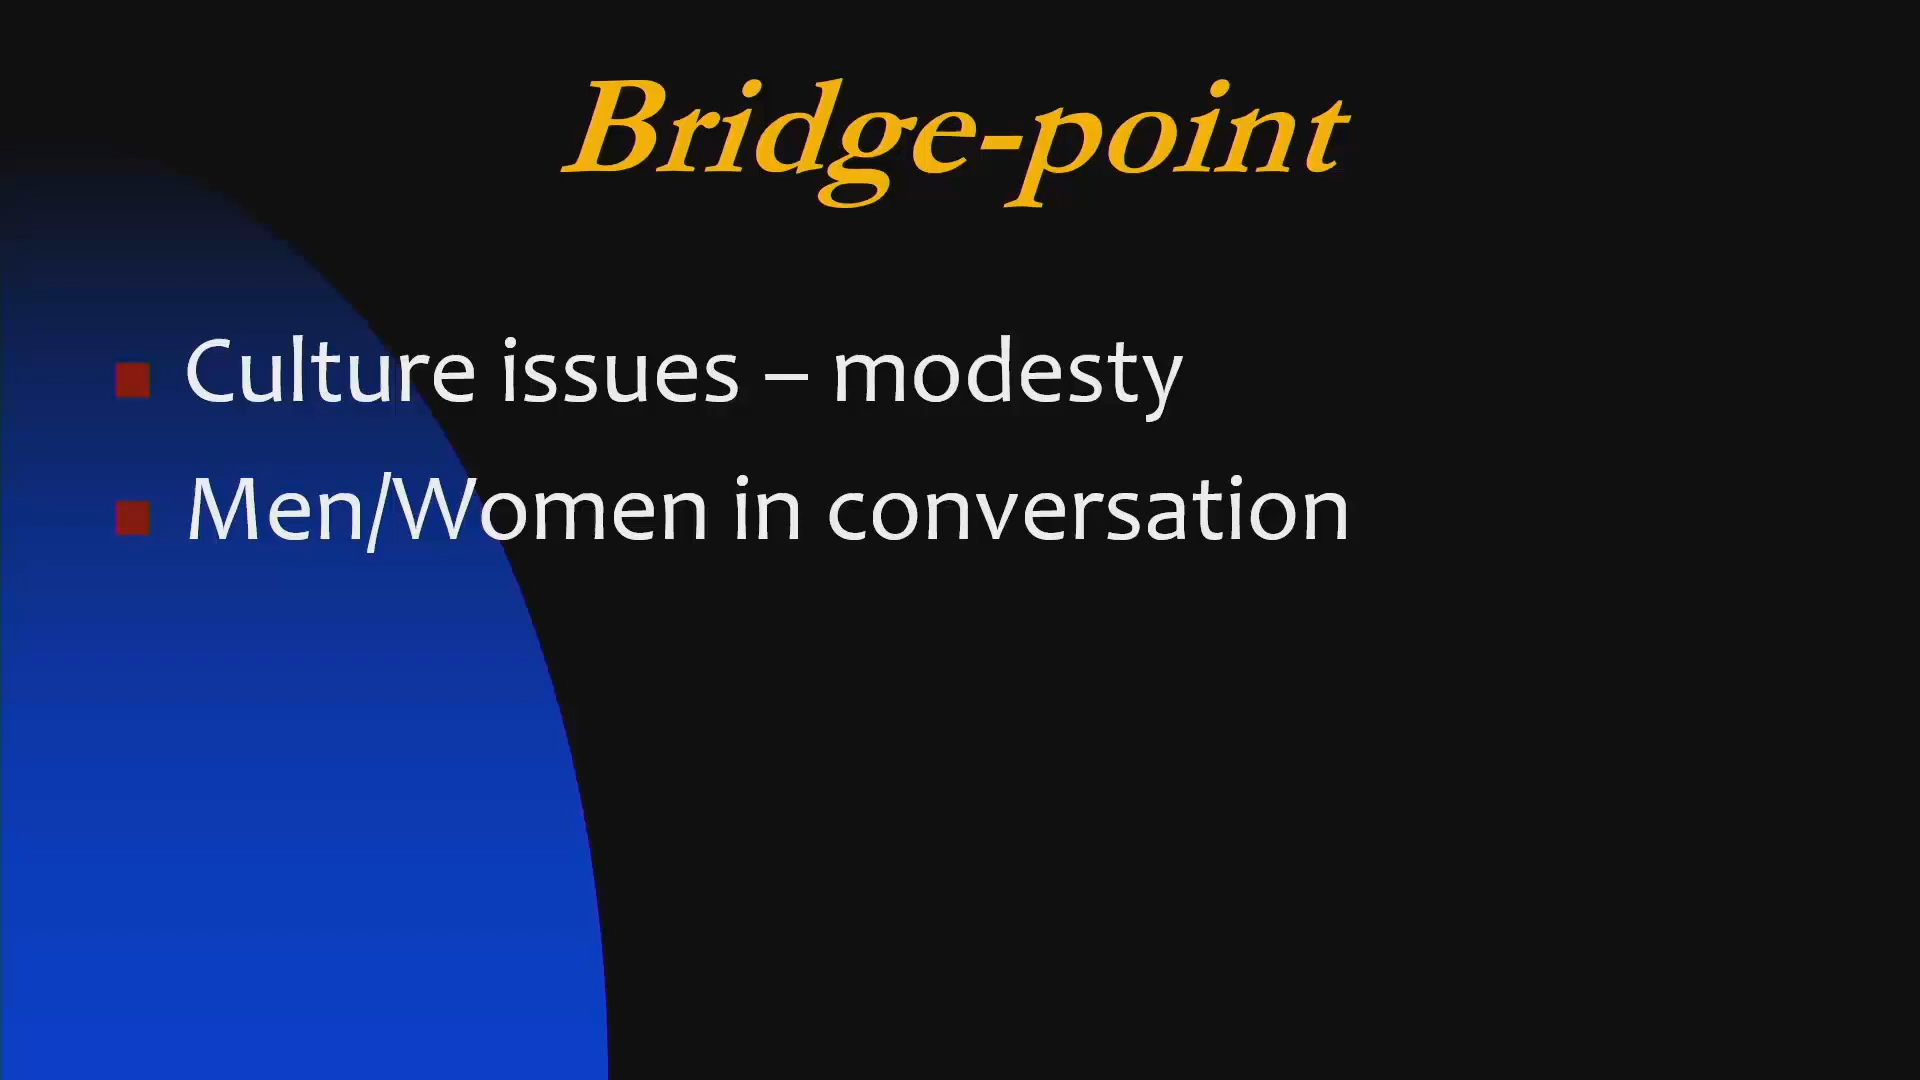 Bridge-point
Culture issues – modesty
Men/Women in conversation